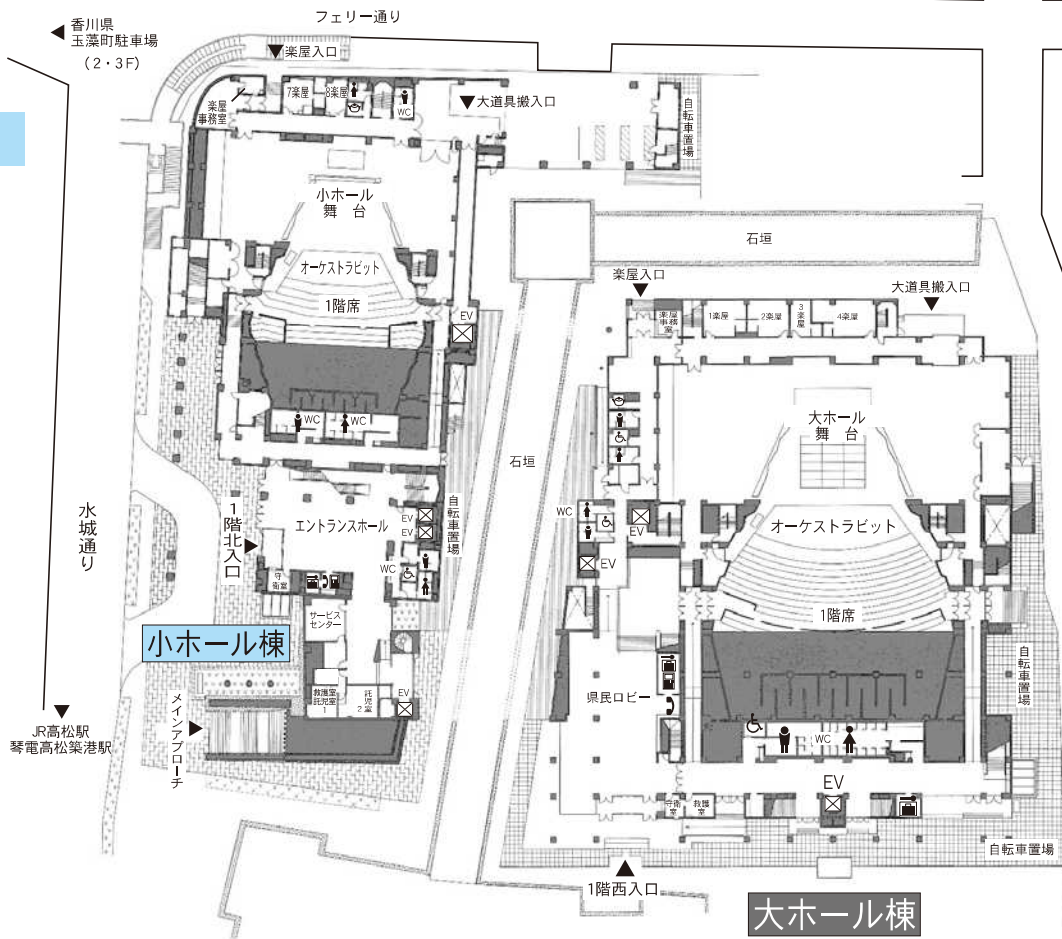 フェリー通り
香川県
玉藻町駐車場
(2・3F)
楽屋入口
7楽屋
8楽屋
WC
大道具搬入口
楽屋
事務室
自転車置場
小ホール
舞台
オーケストラピット
1階席
EV
WC
WC
石垣
楽屋入口
大道具搬入口
楽屋
事務室
1楽屋
2楽屋
3楽屋
4楽屋
大ホール
舞台
石垣
水城通り
1階北入口
エントランスホール
EV
EV
自転車置場
WC
守衛室
WC
EV
EV
オーケストラピット
1階席
サービス
センター
小ホール棟
救護室
託児室
1
託児室
2
EV
県民ロビー
自転車置場
メインアプローチ
JR高松駅
琴電高松築港駅
WC
EV
守衛室
救護室
自転車置場
1階西入口
大ホール棟